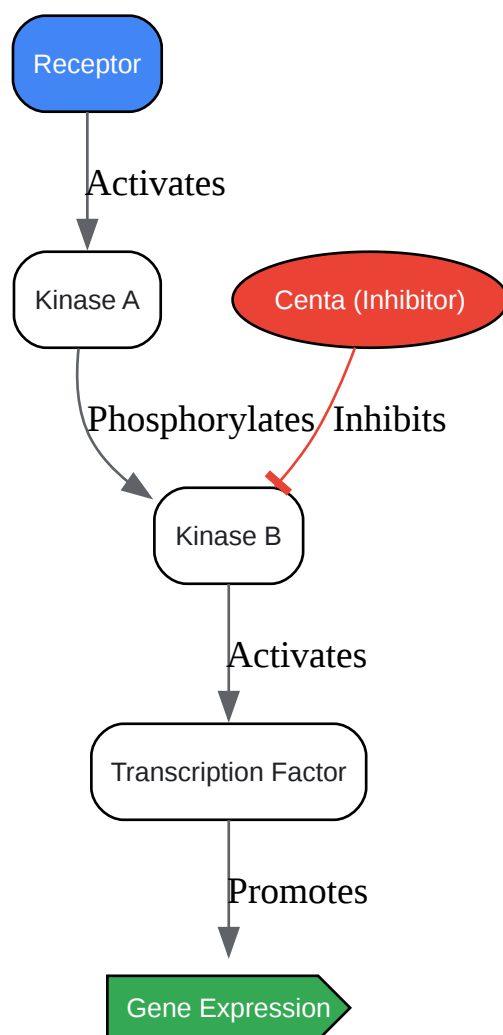 Receptor
Activates
Kinase A
Centa (Inhibitor)
Phosphorylates
Inhibits
Kinase B
Activates
Transcription Factor
Promotes
Gene Expression